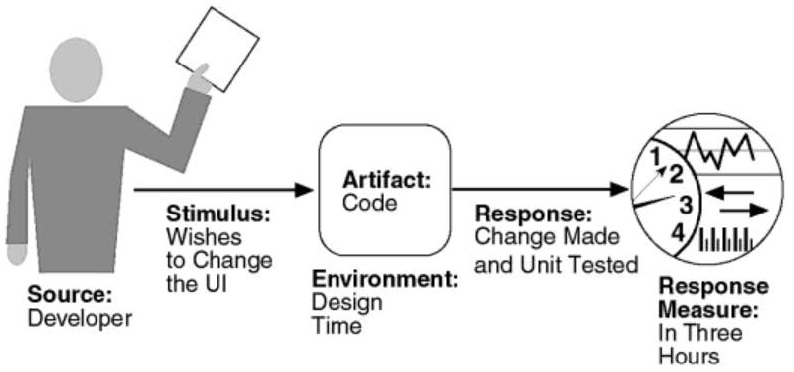 Source:
Developer
Stimulus:
Wishes
to Change
the UI
Artifact:
Code
Environment:
Design
Time
Response:
Change Made
and Unit Tested
1
2
3
4
Response
Measure:
In Three
Hours